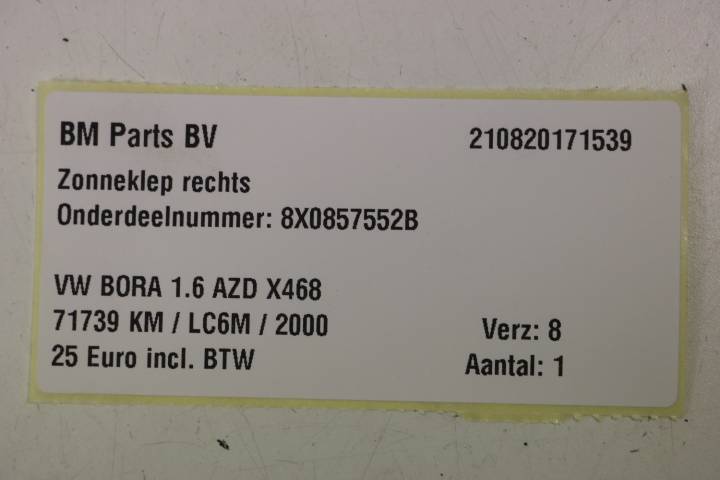 BM Parts BV 210820171539
Zonneklep rechts
Onderdeelnummer: 8X0857552B
VW BORA 1.6 AZD X468
71739 KM / LC6M / 2000 Verz: 8
25 Euro incl. BTW Aantal: 1